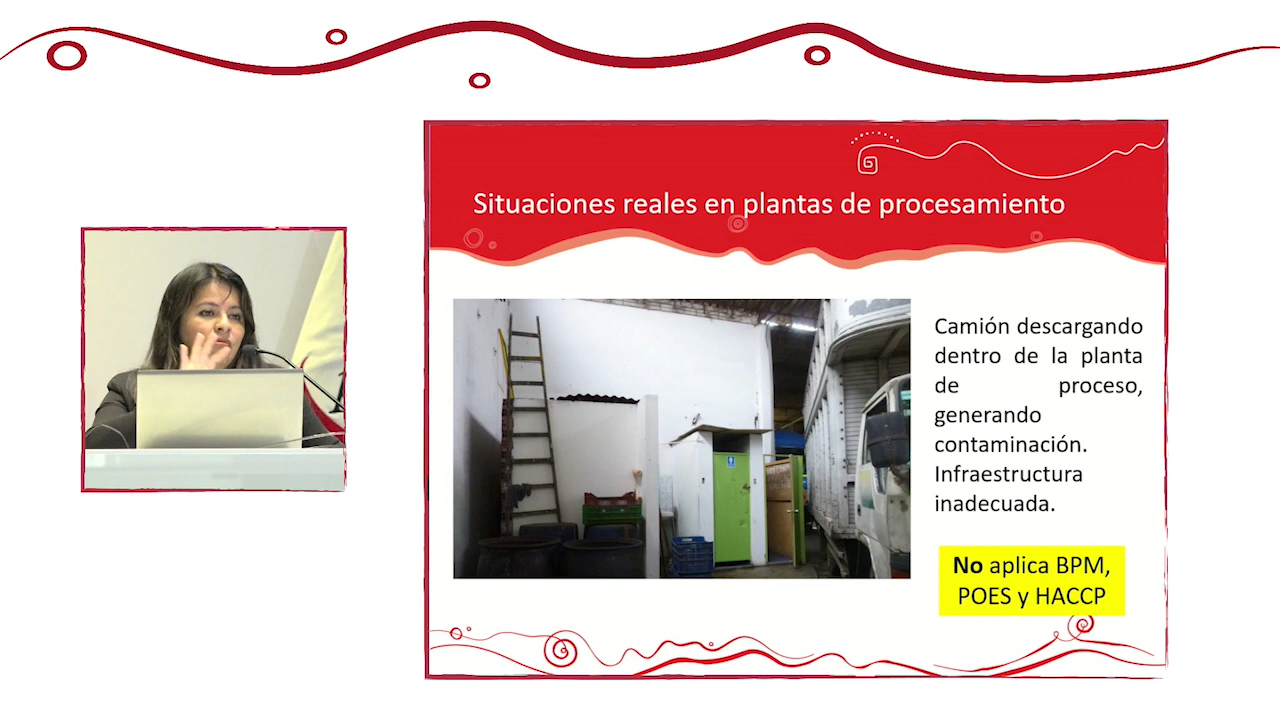 Situaciones reales en plantas de procesamiento
Camión descargando
dentro de la planta
de proceso,
generando
contaminación.
Infraestructura
inadecuada.
No aplica BPM,
POES y HACCP